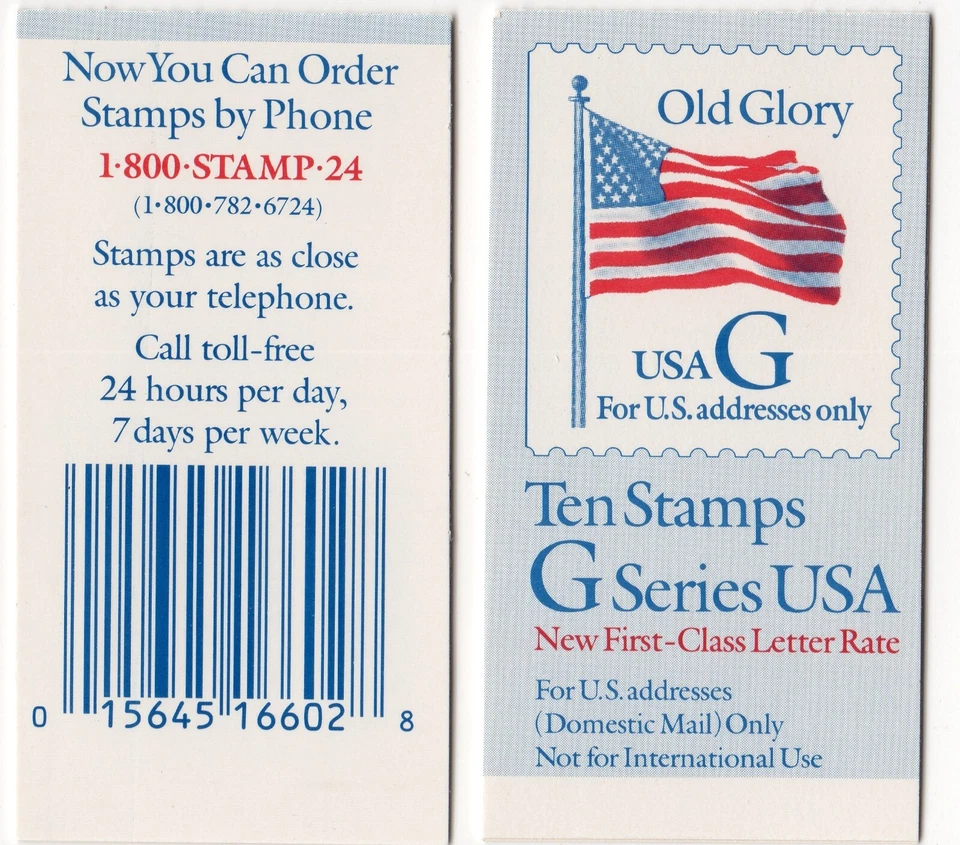 Now You Can Order
Stamps by Phone
1·800·STAMP·24
(1·800·782·6724)
Stamps are as close
as your telephone.
Call toll-free
24 hours per day,
7 days per week.
0 15645 16602 8
Old Glory
USA G
For U.S. addresses only
Ten Stamps
G Series USA
New First-Class Letter Rate
For U.S. addresses
(Domestic Mail) Only
Not for International Use